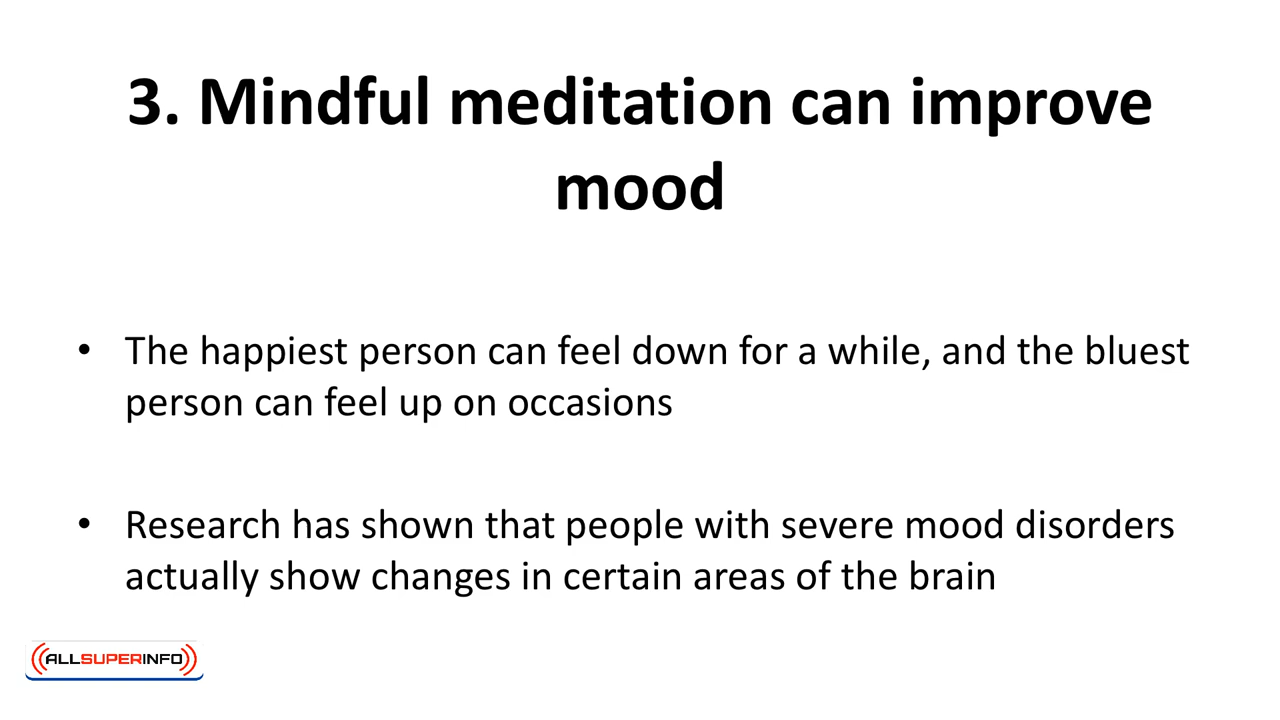 3. Mindful meditation can improve
mood
• The happiest person can feel down for a while, and the bluest
person can feel up on occasions
• Research has shown that people with severe mood disorders
actually show changes in certain areas of the brain
ALLSUPERINFO